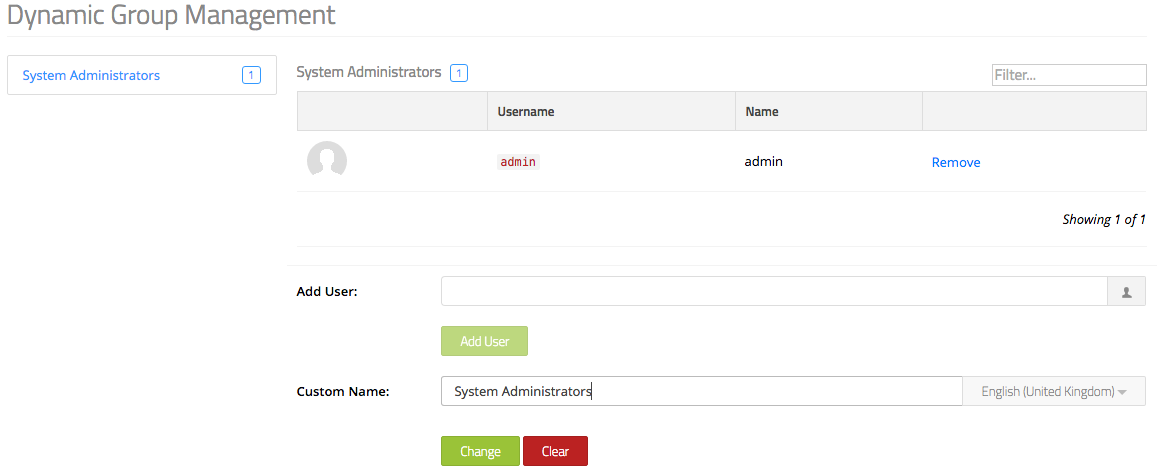 Dynamic Group Management
System Administrators 1
System Administrators 1
Filter...
Username Name
admin admin Remove
Showing 1 of 1
Add User:
Add User
Custom Name: System Administrators English (United Kingdom)
Change Clear